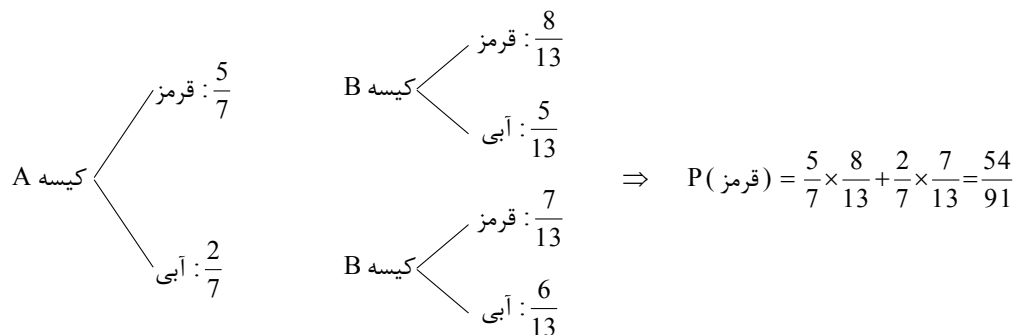 قرمز : 8/13
قرمز : 5/7
کیسه B
آبی : 5/13
کیسه A
⇒ P(قرمز) = 5/7 × 8/13 + 2/7 × 7/13 = 54/91
قرمز : 7/13
آبی : 2/7
کیسه B
آبی : 6/13